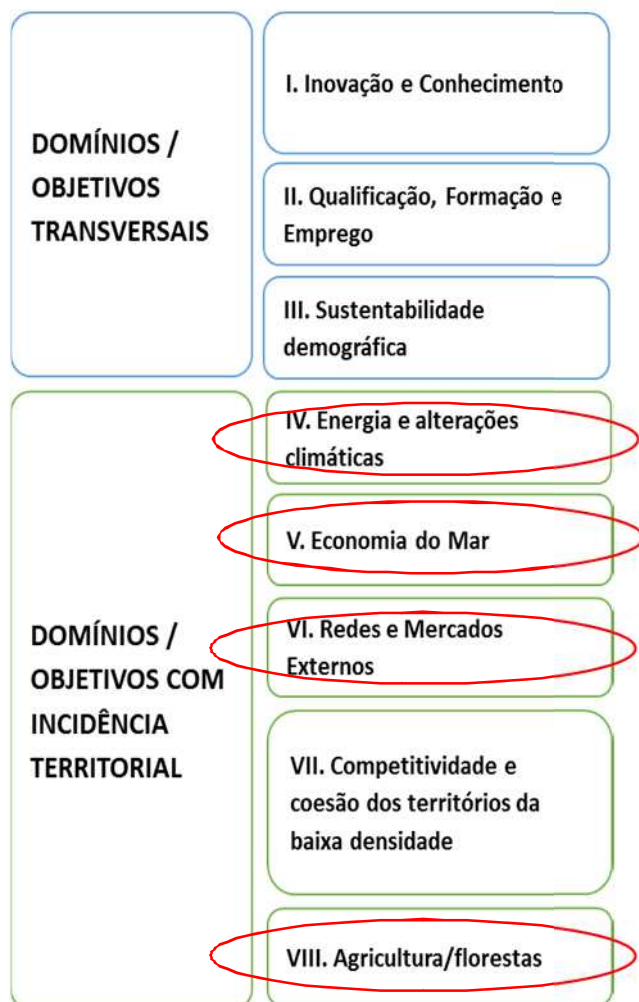 DOMÍNIOS /
OBJETIVOS
TRANSVERSAIS
I. Inovação e Conhecimento
II. Qualificação, Formação e
Emprego
III. Sustentabilidade
demográfica
DOMÍNIOS /
OBJETIVOS COM
INCIDÊNCIA
TERRITORIAL
IV. Energia e alterações
climáticas
V. Economia do Mar
VI. Redes e Mercados
Externos
VII. Competitividade e
coesão dos territórios da
baixa densidade
VIII. Agricultura/florestas